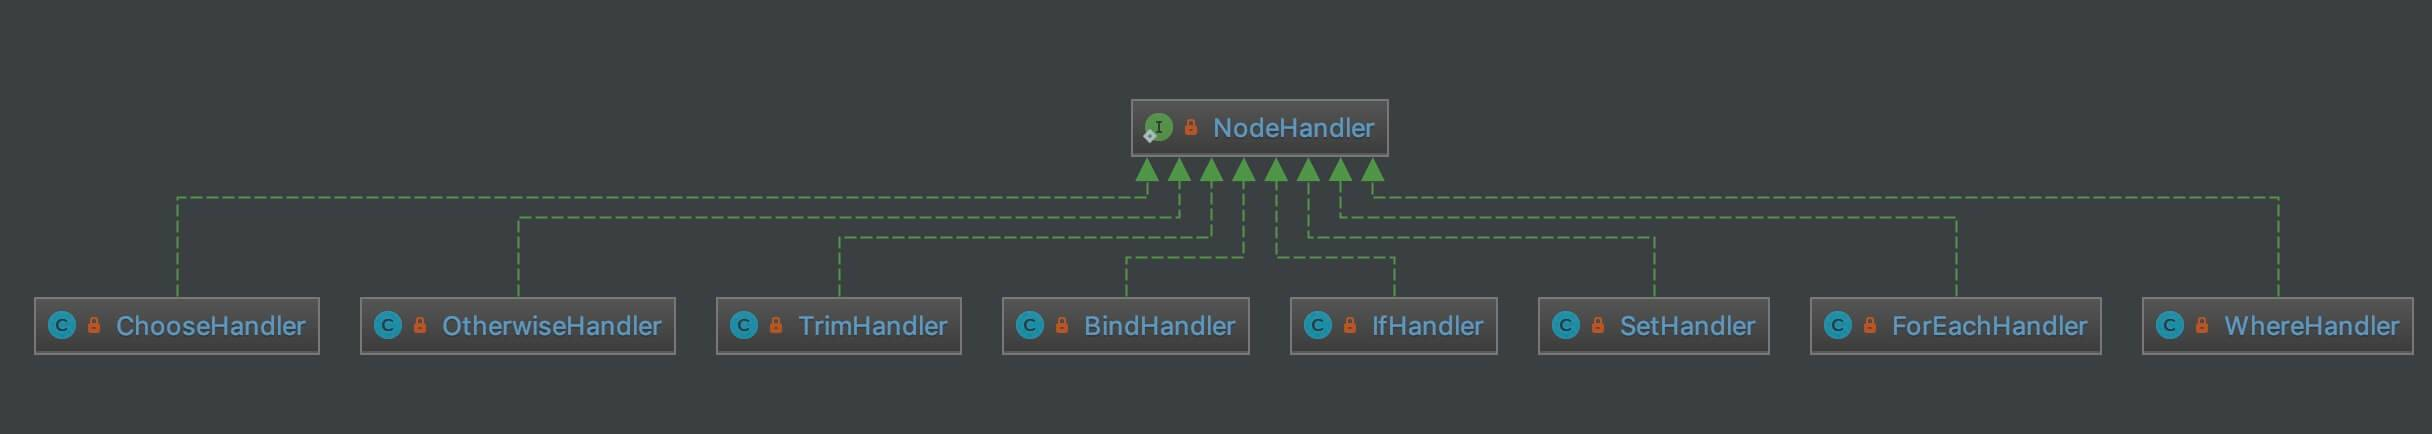 I NodeHandler
C ChooseHandler C OtherwiseHandler C TrimHandler C BindHandler C IfHandler C SetHandler C ForEachHandler C WhereHandler